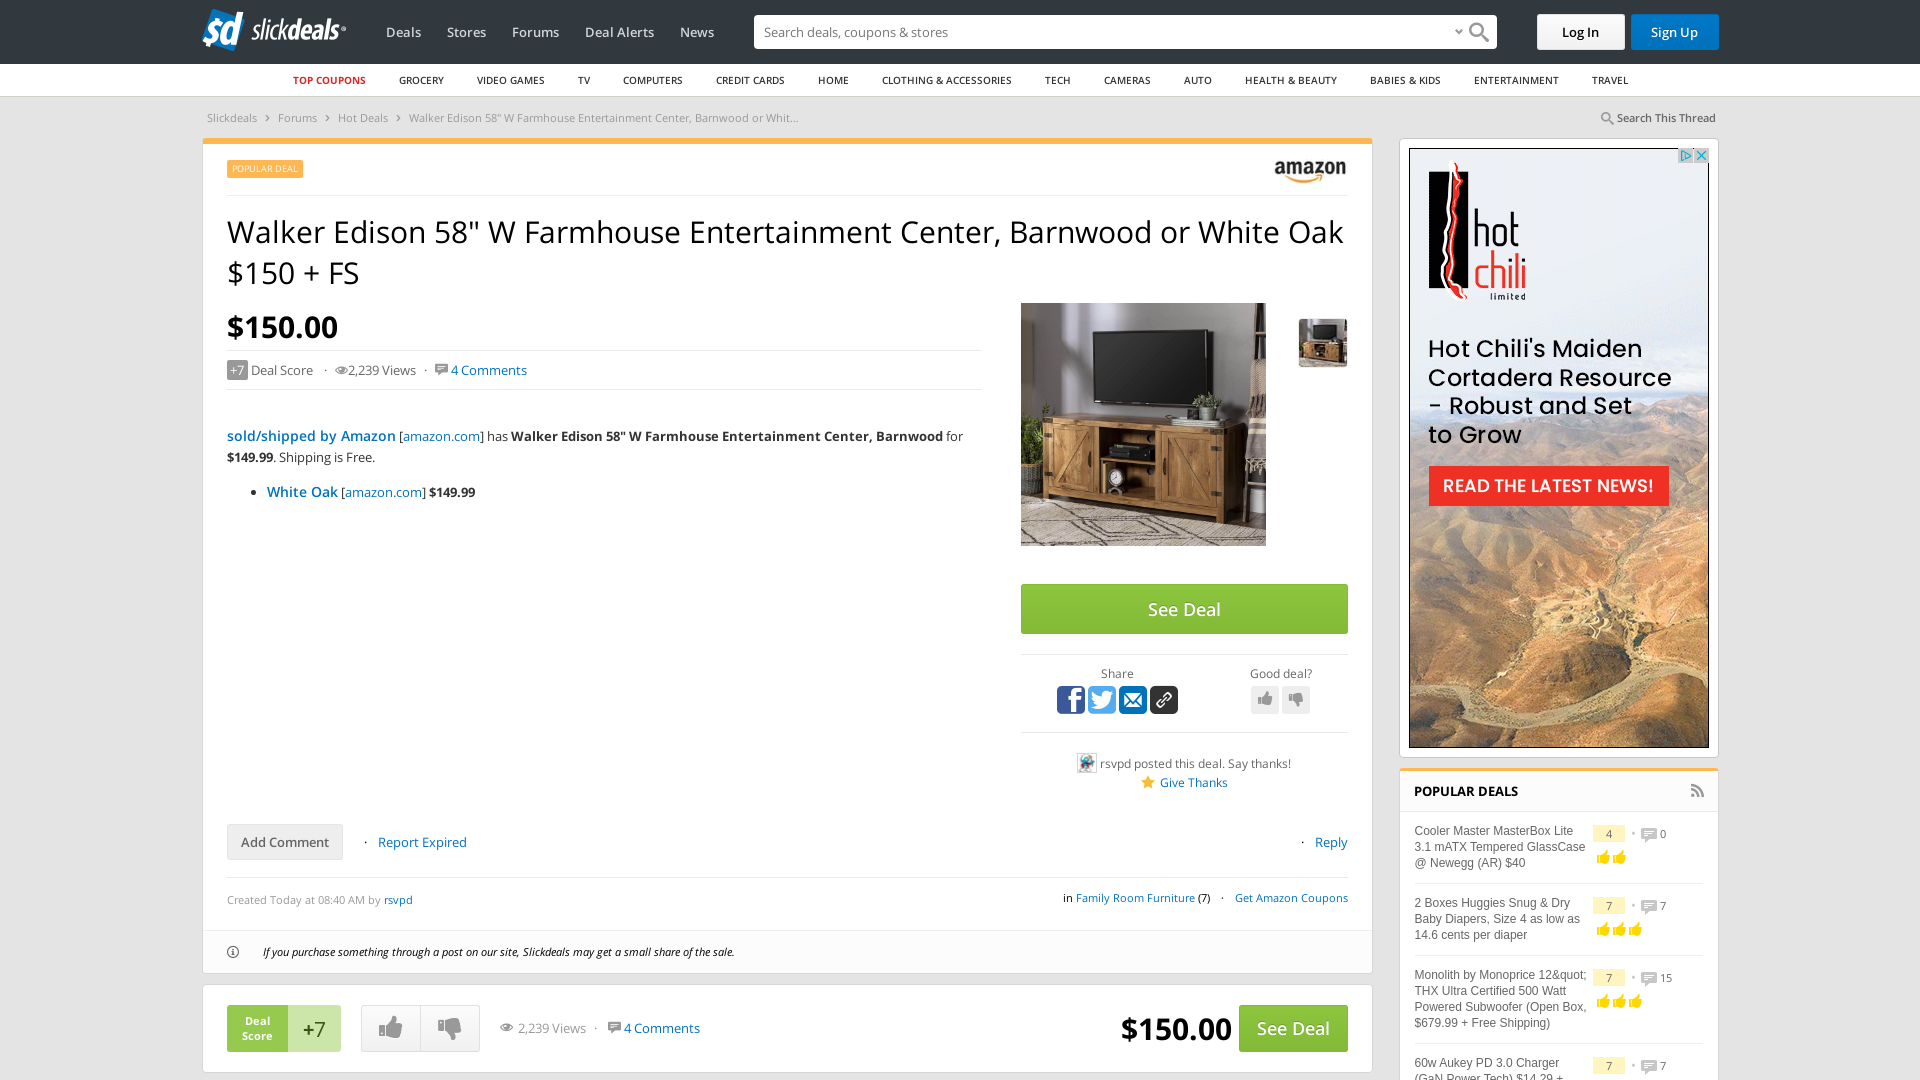 slickdeals
Deals
Stores
Forums
Deal Alerts
News
Search deals, coupons & stores
Log In
Sign Up
TOP COUPONS
GROCERY
VIDEO GAMES
TV
COMPUTERS
CREDIT CARDS
HOME
CLOTHING & ACCESSORIES
TECH
CAMERAS
AUTO
HEALTH & BEAUTY
BABIES & KIDS
ENTERTAINMENT
TRAVEL
Slickdeals › Forums › Hot Deals › Walker Edison 58" W Farmhouse Entertainment Center, Barnwood or Whit...
Search This Thread
POPULAR DEAL
amazon
Walker Edison 58" W Farmhouse Entertainment Center, Barnwood or White Oak
$150 + FS
$150.00
+7 Deal Score · 2,239 Views · 4 Comments
sold/shipped by Amazon [amazon.com] has Walker Edison 58" W Farmhouse Entertainment Center, Barnwood for
$149.99. Shipping is Free.
• White Oak [amazon.com] $149.99
See Deal
Share
Good deal?
rsvpd posted this deal. Say thanks!
Give Thanks
Add Comment · Report Expired
· Reply
Created Today at 08:40 AM by rsvpd
in Family Room Furniture (7) · Get Amazon Coupons
If you purchase something through a post on our site, Slickdeals may get a small share of the sale.
Deal
Score
+7
2,239 Views · 4 Comments
$150.00
See Deal
hot
chili
limited
Hot Chili's Maiden
Cortadera Resource
- Robust and Set
to Grow
READ THE LATEST NEWS!
POPULAR DEALS
Cooler Master MasterBox Lite
3.1 mATX Tempered GlassCase
@ Newegg (AR) $40
4 • 0
2 Boxes Huggies Snug & Dry
Baby Diapers, Size 4 as low as
14.6 cents per diaper
7 • 7
Monolith by Monoprice 12&quot;
THX Ultra Certified 500 Watt
Powered Subwoofer (Open Box,
$679.99 + Free Shipping)
7 • 15
60w Aukey PD 3.0 Charger
(GaN Power Tech) $14.29 +
7 • 7